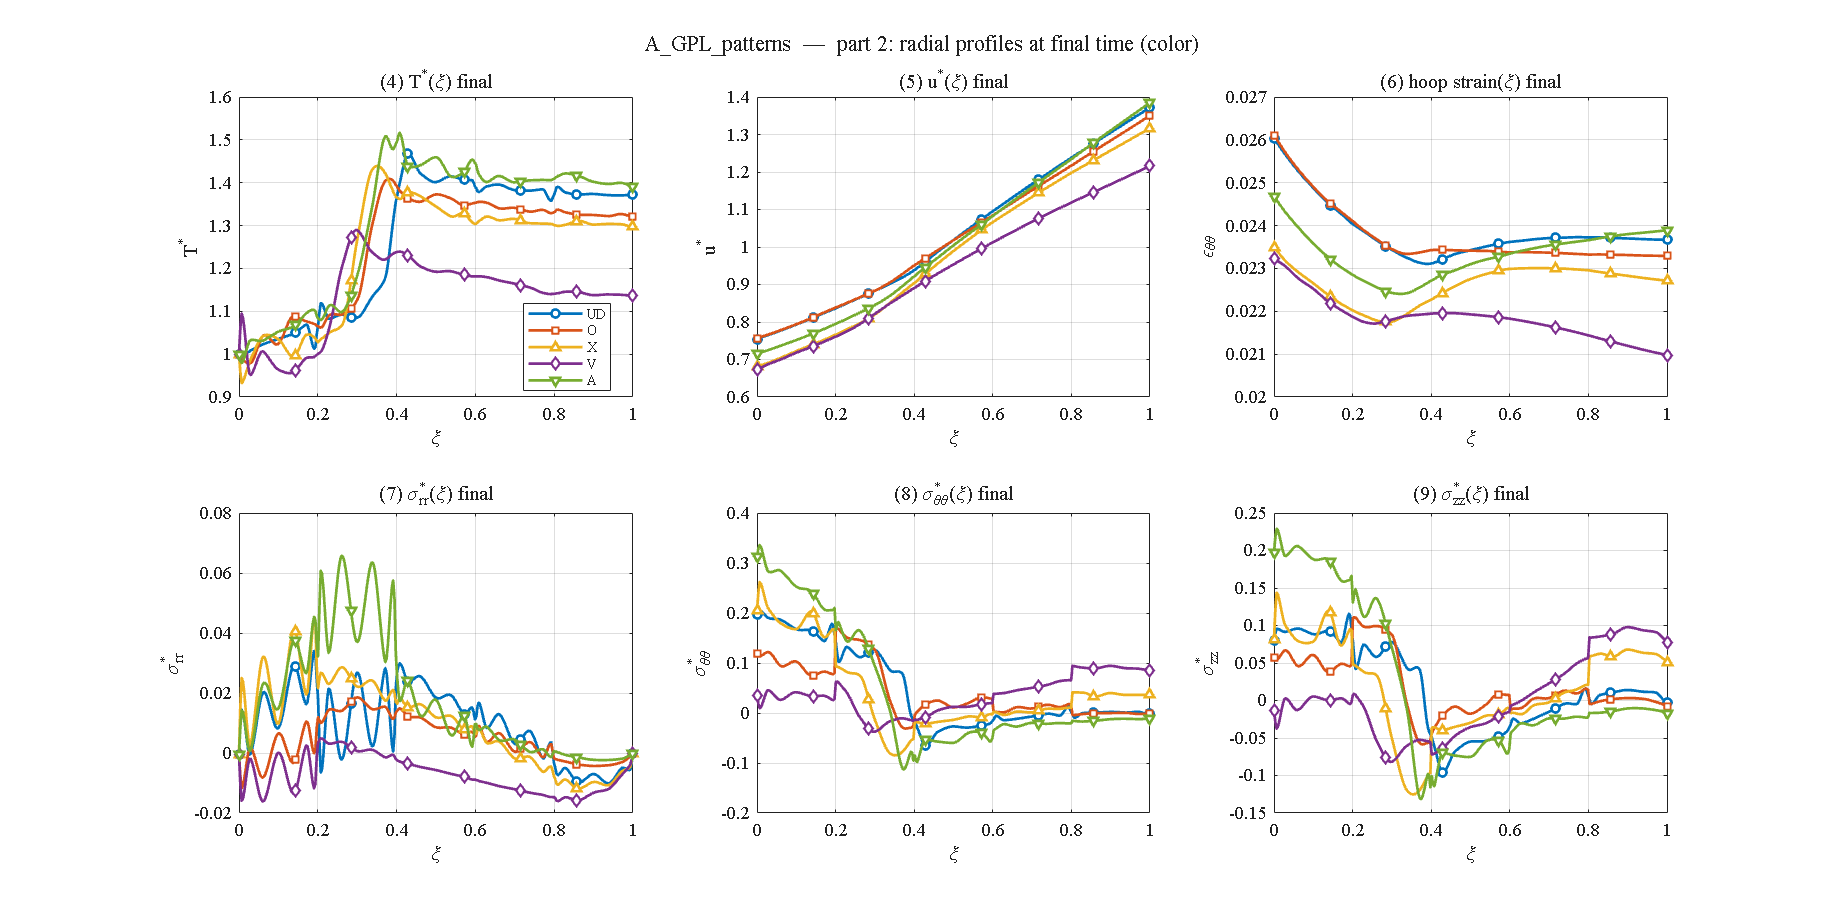 A_GPL_patterns — part 2: radial profiles at final time (color)
(4) T*(ξ) final
1.6
1.5
1.4
1.3
1.2
1.1
1
0.9
T*
0 0.2 0.4 0.6 0.8 1
ξ
UD
O
X
V
A
(5) u*(ξ) final
1.4
1.3
1.2
1.1
1
0.9
0.8
0.7
0.6
u*
0 0.2 0.4 0.6 0.8 1
ξ
(6) hoop strain(ξ) final
0.027
0.026
0.025
0.024
0.023
0.022
0.021
0.02
ϵθθ
0 0.2 0.4 0.6 0.8 1
ξ
(7) σ*rr(ξ) final
0.08
0.06
0.04
0.02
0
-0.02
σ*rr
0 0.2 0.4 0.6 0.8 1
ξ
(8) σ*θθ(ξ) final
0.4
0.3
0.2
0.1
0
-0.1
-0.2
σ*θθ
0 0.2 0.4 0.6 0.8 1
ξ
(9) σ*zz(ξ) final
0.25
0.2
0.15
0.1
0.05
0
-0.05
-0.1
-0.15
σ*zz
0 0.2 0.4 0.6 0.8 1
ξ